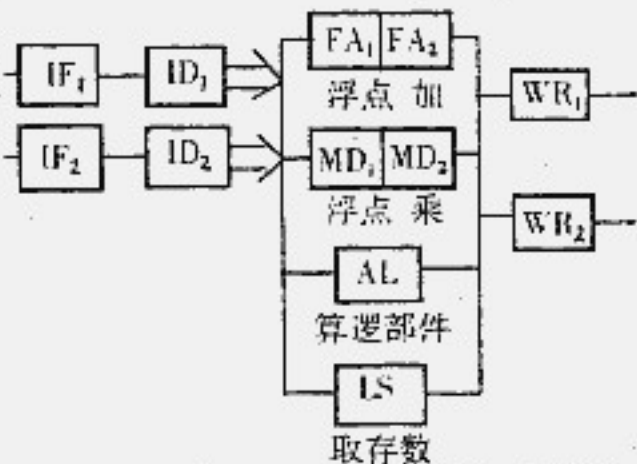 FA₁ FA₂
IF₁ ID₁
浮点 加
WR₁
IF₂ ID₂
MD₁ MD₂
浮点 乘
WR₂
AL
算逻部件
LS
取存数